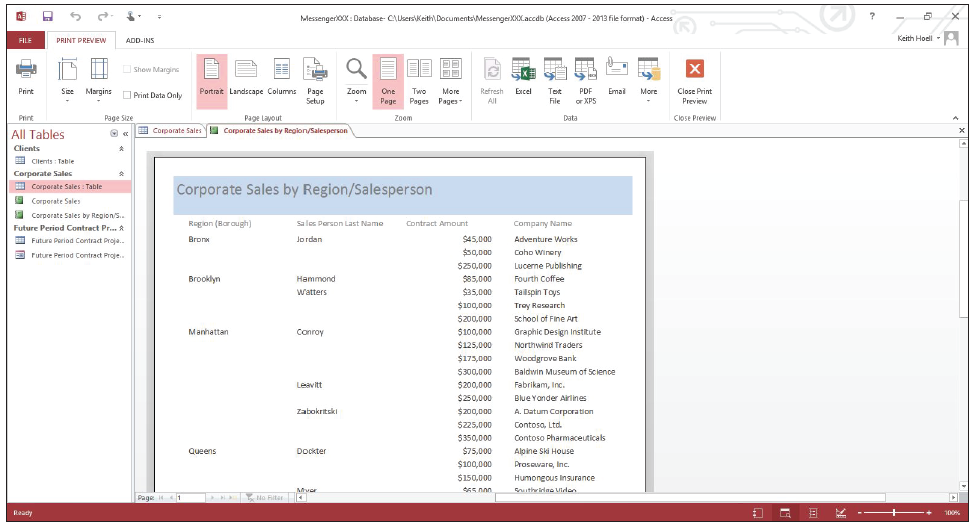 MessengerXXX : Database- C:\Users\Keith\Documents\MessengerXXX.accdb (Access 2007 - 2013 file format) - Access
?
FILE PRINT PREVIEW ADD-INS Keith Hoell
Print Size Margins Show Margins Print Data Only Portrait Landscape Columns Page Setup Zoom One Page Two Pages More Pages Refresh All Excel Text File PDF or XPS Email More Close Print Preview
Print Page Size Page Layout Zoom Data Close Preview
All Tables
Clients
Clients : Table
Corporate Sales
Corporate Sales : Table
Corporate Sales
Corporate Sales by Region/S...
Future Period Contract Pr...
Future Period Contract Proje...
Future Period Contract Proje...
Corporate Sales Corporate Sales by Region/Salesperson
Corporate Sales by Region/Salesperson
Region (Borough) Sales Person Last Name Contract Amount Company Name
Bronx Jordan $45,000 Adventure Works
$50,000 Coho Winery
$250,000 Lucerne Publishing
Brooklyn Hammond $85,000 Fourth Coffee
Watters $35,000 Tailspin Toys
$100,000 Trey Research
$200,000 School of Fine Art
Manhattan Conroy $100,000 Graphic Design Institute
$125,000 Northwind Traders
$175,000 Woodgrove Bank
$300,000 Baldwin Museum of Science
Leavitt $200,000 Fabrikam, Inc.
$250,000 Blue Yonder Airlines
Zabokritski $200,000 A. Datum Corporation
$225,000 Contoso, Ltd.
$350,000 Contoso Pharmaceuticals
Queens Dockter $75,000 Alpine Ski House
$100,000 Proseware, Inc.
$150,000 Humongous Insurance
Myer $65,000 Southridge Video
Page: 1 No Filter
Ready 100%